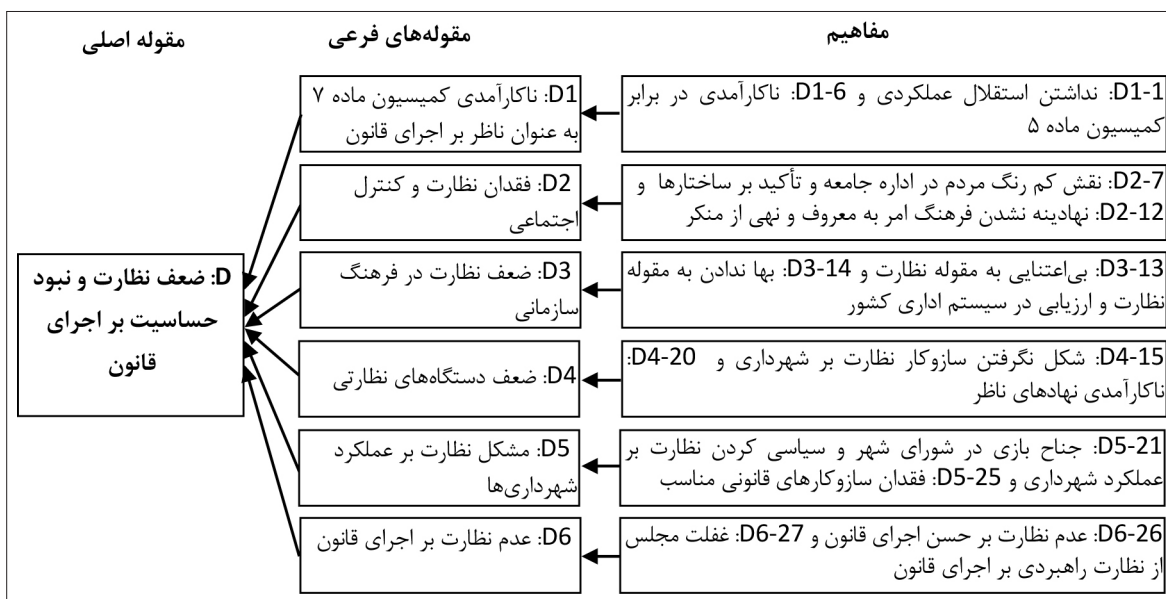 مفاهیم
مقوله‌های فرعی
مقوله اصلی
D1-1: نداشتن استقلال عملکردی و D1-6: ناکارآمدی در برابر
کمیسیون ماده ۵
D1: ناکارآمدی کمیسیون ماده ۷
به عنوان ناظر بر اجرای قانون
D2-7: نقش کم رنگ مردم در اداره جامعه و تأکید بر ساختارها و
D2-12: نهادینه نشدن فرهنگ امر به معروف و نهی از منکر
D2: فقدان نظارت و کنترل
اجتماعی
D3-13: بی‌اعتنایی به مقوله نظارت و D3-14: بها ندادن به مقوله
نظارت و ارزیابی در سیستم اداری کشور
D3: ضعف نظارت در فرهنگ
سازمانی
D4-15: شکل نگرفتن سازوکار نظارت بر شهرداری و D4-20:
ناکارآمدی نهادهای ناظر
D4: ضعف دستگاه‌های نظارتی
D5-21: جناح بازی در شورای شهر و سیاسی کردن نظارت بر
عملکرد شهرداری و D5-25: فقدان سازوکارهای قانونی مناسب
D5: مشکل نظارت بر عملکرد
شهرداری‌ها
D6-26: عدم نظارت بر حسن اجرای قانون و D6-27: غفلت مجلس
از نظارت راهبردی بر اجرای قانون
D6: عدم نظارت بر اجرای قانون
D: ضعف نظارت و نبود
حساسیت بر اجرای
قانون